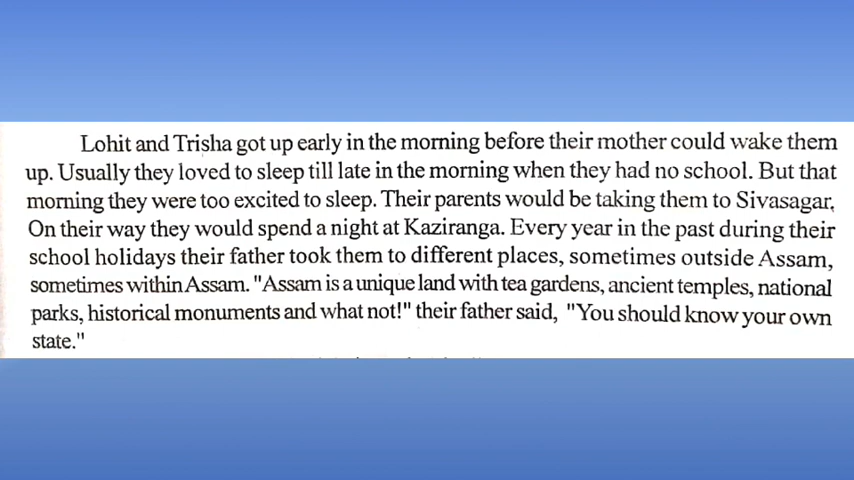 Lohit and Trisha got up early in the morning before their mother could wake them
up. Usually they loved to sleep till late in the morning when they had no school. But that
morning they were too excited to sleep. Their parents would be taking them to Sivasagar,
On their way they would spend a night at Kaziranga. Every year in the past during their
school holidays their father took them to different places, sometimes outside Assam,
sometimes within Assam. "Assam is a unique land with tea gardens, ancient temples, national
parks, historical monuments and what not!" their father said, "You should know your own
state."